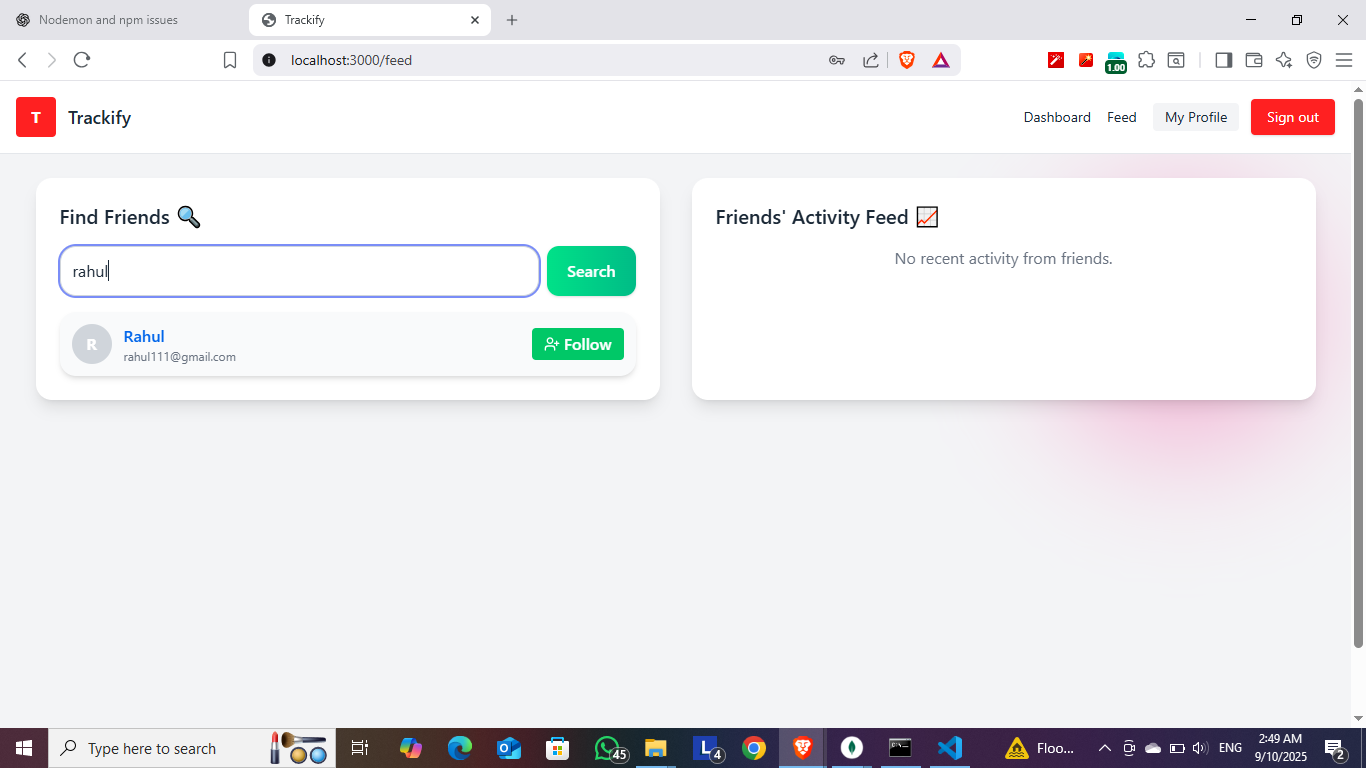 Nodemon and npm issues
Trackify
localhost:3000/feed
1.00
T
Trackify
Dashboard
Feed
My Profile
Sign out
Find Friends
rahul
Search
R
Rahul
rahul111@gmail.com
Follow
Friends' Activity Feed
No recent activity from friends.
Type here to search
45
L
4
Floo...
ENG
2:49 AM
9/10/2025
2